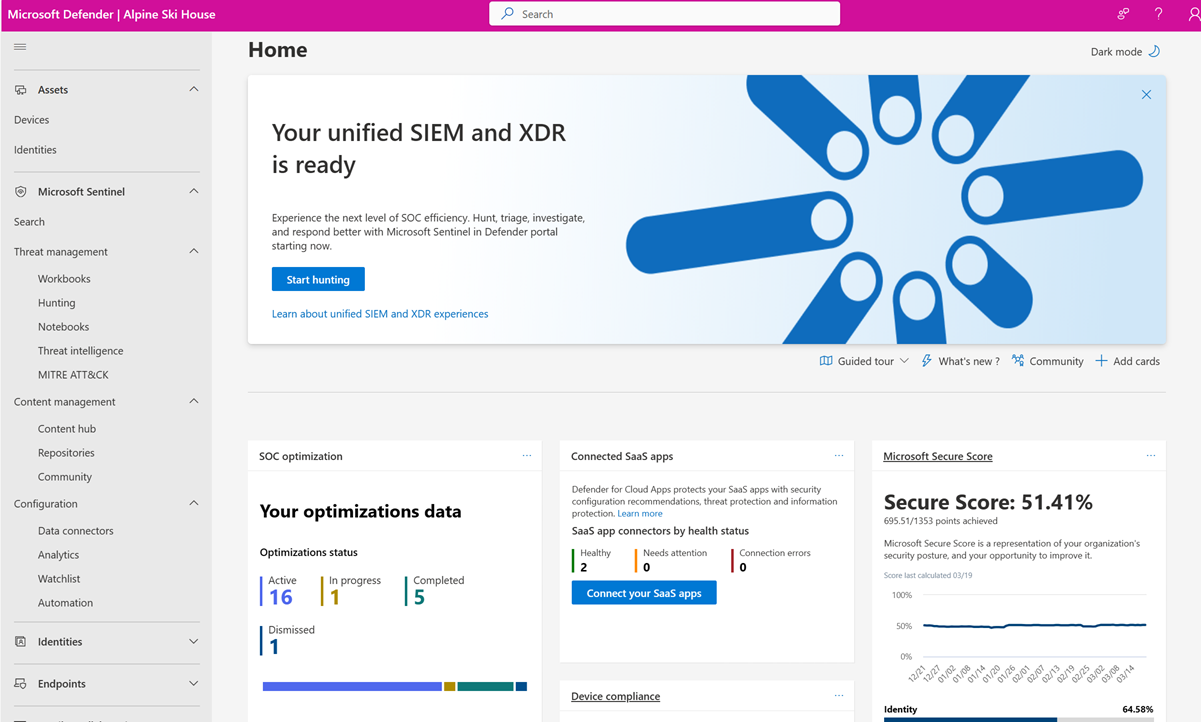 Microsoft Defender | Alpine Ski House
Search
Home
Dark mode
Assets
Devices
Identities
Microsoft Sentinel
Search
Threat management
Workbooks
Hunting
Notebooks
Threat intelligence
MITRE ATT&CK
Content management
Content hub
Repositories
Community
Configuration
Data connectors
Analytics
Watchlist
Automation
Identities
Endpoints
Your unified SIEM and XDR
is ready
Experience the next level of SOC efficiency. Hunt, triage, investigate,
and respond better with Microsoft Sentinel in Defender portal
starting now.
Start hunting
Learn about unified SIEM and XDR experiences
Guided tour
What's new ?
Community
Add cards
SOC optimization
Your optimizations data
Optimizations status
Active
16
In progress
1
Completed
5
Dismissed
1
Connected SaaS apps
Defender for Cloud Apps protects your SaaS apps with security
configuration recommendations, threat protection and information
protection. Learn more
SaaS app connectors by health status
Healthy
2
Needs attention
0
Connection errors
0
Connect your SaaS apps
Device compliance
Microsoft Secure Score
Secure Score: 51.41%
695.51/1353 points achieved
Microsoft Secure Score is a representation of your organization's
security posture, and your opportunity to improve it.
Score last calculated 03/19
100%
50%
0%
12/21 12/27 01/02 01/08 01/14 01/20 01/26 02/01 02/07 02/13 02/19 02/25 03/02 03/08 03/14
Identity 64.58%